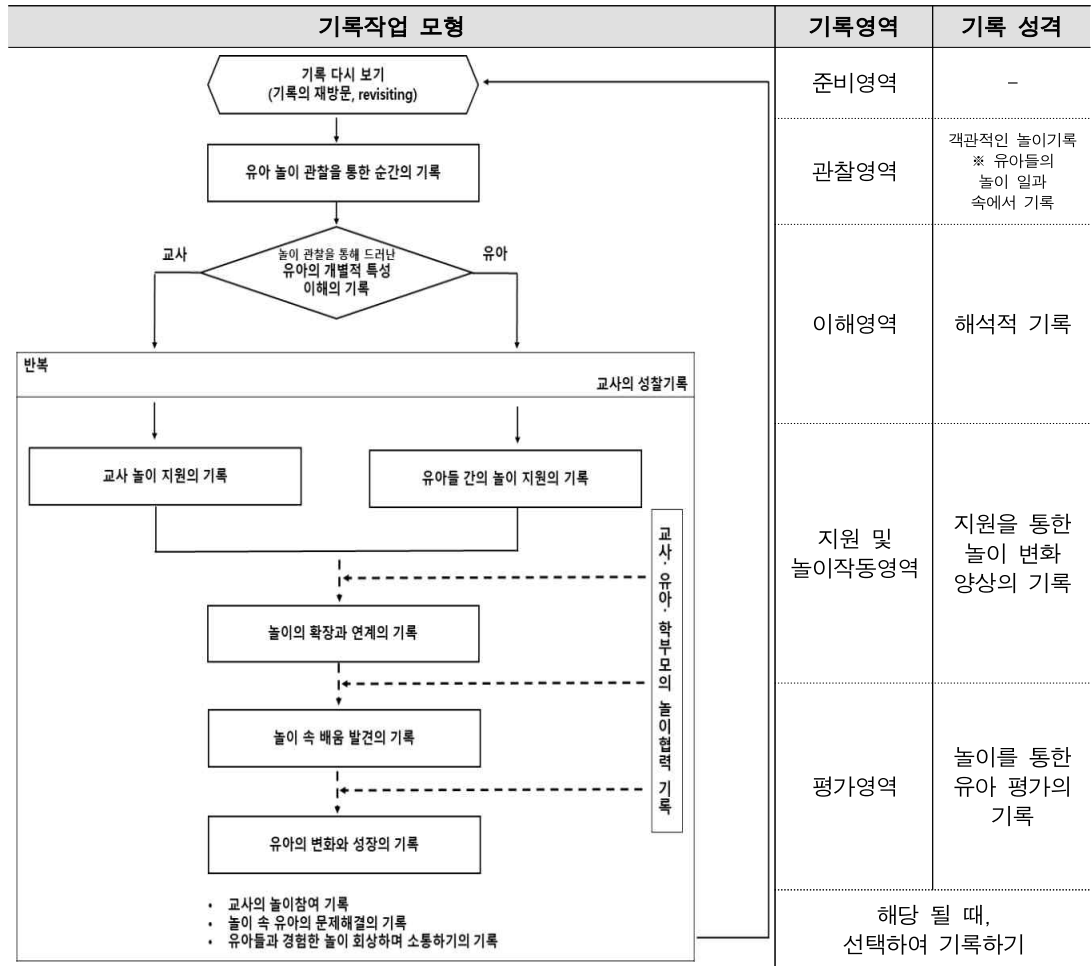 기록작업 모형
기록영역
기록 성격
기록 다시 보기
(기록의 재방문, revisiting)
준비영역
-
유아 놀이 관찰을 통한 순간의 기록
관찰영역
객관적인 놀이기록
※ 유아들의
놀이 일과
속에서 기록
교사
유아
놀이 관찰을 통해 드러난
유아의 개별적 특성
이해의 기록
이해영역
해석적 기록
반복
교사의 성찰기록
교사 놀이 지원의 기록
유아들 간의 놀이 지원의 기록
교사·유아·학부모의 놀이협력 기록
놀이의 확장과 연계의 기록
지원 및
놀이작동영역
지원을 통한
놀이 변화
양상의 기록
놀이 속 배움 발견의 기록
유아의 변화와 성장의 기록
평가영역
놀이를 통한
유아 평가의
기록
• 교사의 놀이참여 기록
• 놀이 속 유아의 문제해결의 기록
• 유아들과 경험한 놀이 회상하며 소통하기의 기록
해당 될 때,
선택하여 기록하기